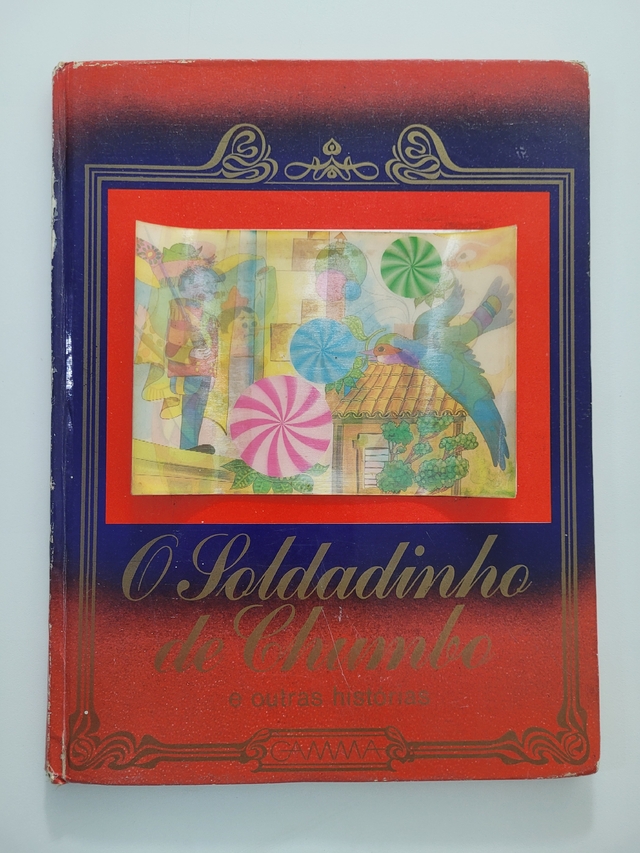 O Soldadinho
de Chumbo
e outras histórias
GAMMA